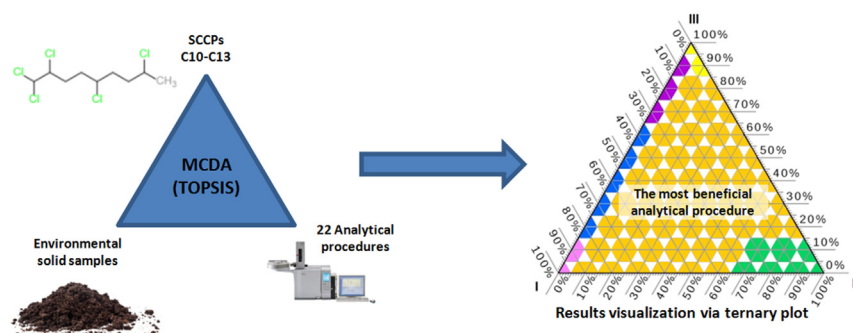 SCCPs
C10-C13
Cl
Cl
Cl
Cl
Cl
CH₃
MCDA
(TOPSIS)
Environmental
solid samples
22 Analytical
procedures
III
0%
10%
20%
30%
40%
50%
60%
70%
80%
90%
100%
100%
90%
80%
70%
60%
50%
40%
30%
20%
10%
0%
The most beneficial
analytical procedure
I
0%
10%
20%
30%
40%
50%
60%
70%
80%
90%
100%
Results visualization via ternary plot